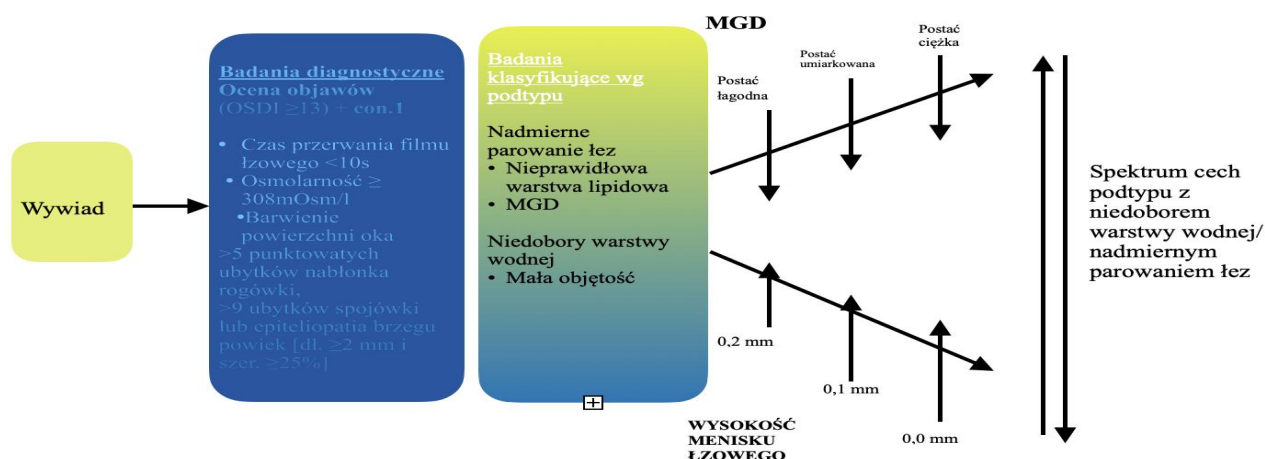 Wywiad
Badania diagnostyczne
Ocena objawów
(OSDI ≥13) + con.1
• Czas przerwania filmu
łzowego <10s
• Osmolarność ≥
308mOsm/l
•Barwienie
powierzchni oka
>5 punktowatych
ubytków nabłonka
rogówki,
>9 ubytków spojówki
lub epiteliopatia brzegu
powiek [dł. ≥2 mm i
szer. ≥25%]
Badania
klasyfikujące wg
podtypu
Nadmierne
parowanie łez
• Nieprawidłowa
warstwa lipidowa
• MGD
Niedobory warstwy
wodnej
• Mała objętość
MGD
Postać
łagodna
Postać
umiarkowana
Postać
ciężka
0,2 mm
0,1 mm
0,0 mm
WYSOKOŚĆ
MENISKU
ŁZOWEGO
Spektrum cech
podtypu z
niedoborem
warstwy wodnej/
nadmiernym
parowaniem łez